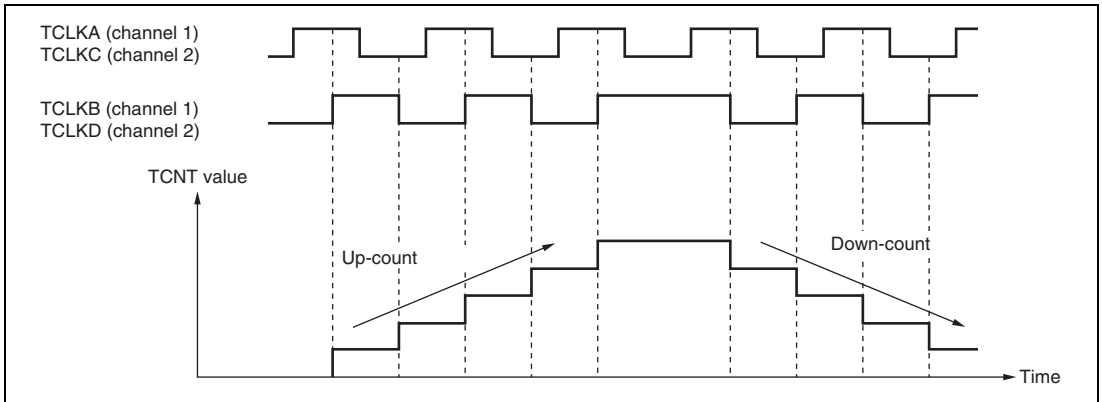 TCLKA (channel 1)
TCLKC (channel 2)
TCLKB (channel 1)
TCLKD (channel 2)
TCNT value
Up-count
Down-count
Time